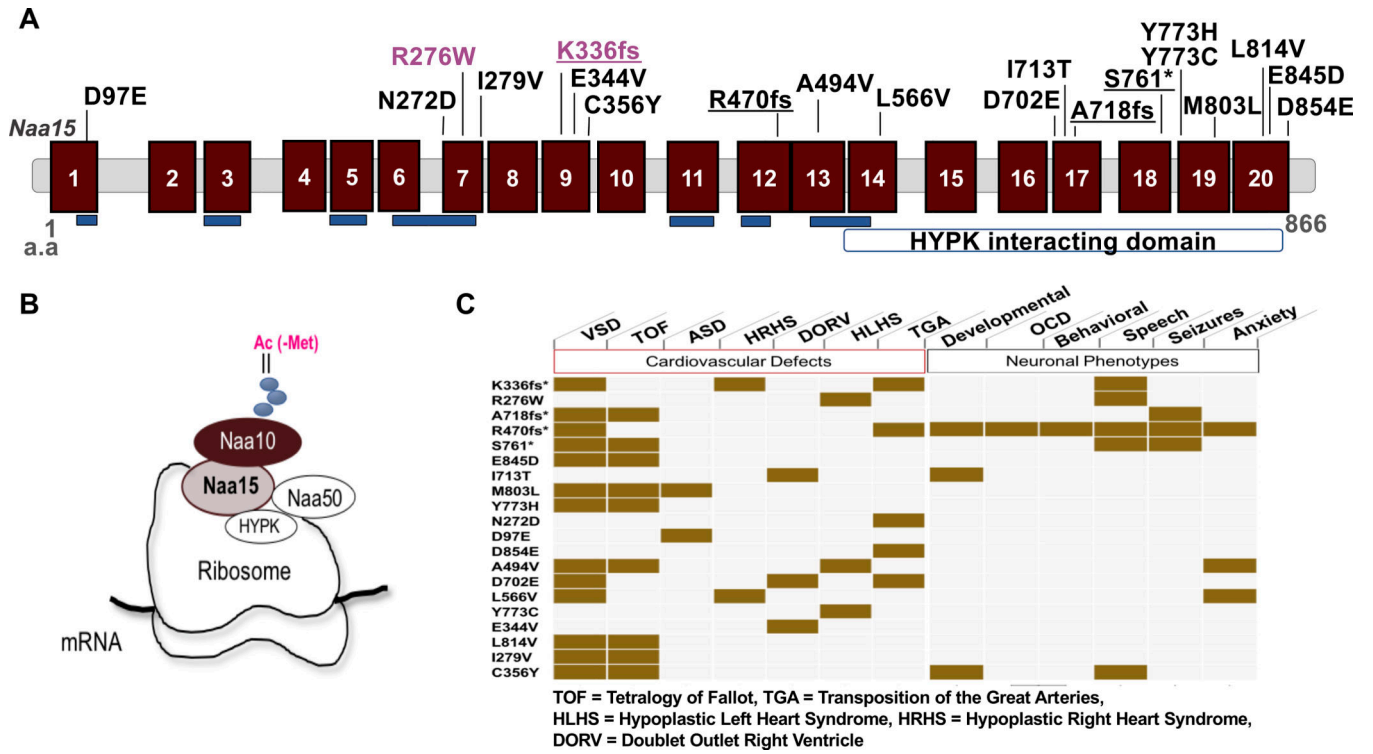 A
Y773H
Y773C
R276W
K336fs
I713T
S761*
L814V
D97E
N272D
I279V
E344V
C356Y
R470fs
A494V
L566V
D702E
A718fs
M803L
E845D
D854E
Naa15
1 2 3 4 5 6 7 8 9 10 11 12 13 14 15 16 17 18 19 20
1
a.a
866
HYPK interacting domain
B
Ac (-Met)
Naa10
Naa15
Naa50
HYPK
Ribosome
mRNA
C
VSD TOF ASD HRHS DORV HLHS TGA Developmental OCD Behavioral Speech Seizures Anxiety
Cardiovascular Defects Neuronal Phenotypes
K336fs*
R276W
A718fs*
R470fs*
S761*
E845D
I713T
M803L
Y773H
N272D
D97E
D854E
A494V
D702E
L566V
Y773C
E344V
L814V
I279V
C356Y
TOF = Tetralogy of Fallot, TGA = Transposition of the Great Arteries,
HLHS = Hypoplastic Left Heart Syndrome, HRHS = Hypoplastic Right Heart Syndrome,
DORV = Doublet Outlet Right Ventricle